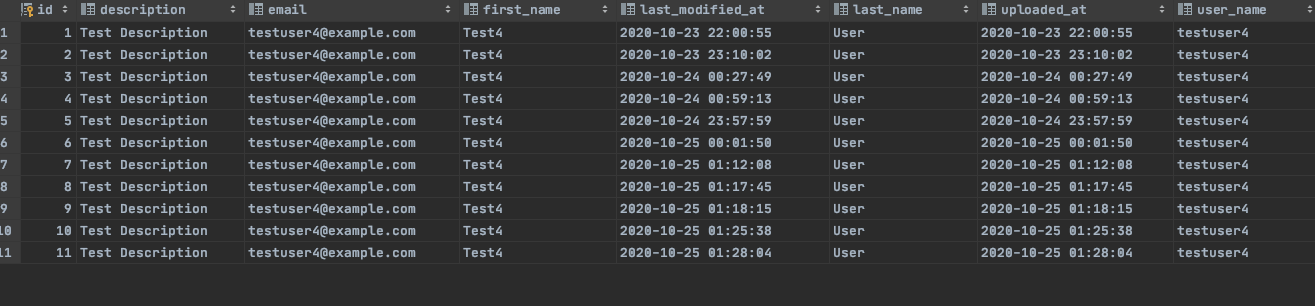 id description email first_name last_modified_at last_name uploaded_at user_name
1 1 Test Description testuser4@example.com Test4 2020-10-23 22:00:55 User 2020-10-23 22:00:55 testuser4
2 2 Test Description testuser4@example.com Test4 2020-10-23 23:10:02 User 2020-10-23 23:10:02 testuser4
3 3 Test Description testuser4@example.com Test4 2020-10-24 00:27:49 User 2020-10-24 00:27:49 testuser4
4 4 Test Description testuser4@example.com Test4 2020-10-24 00:59:13 User 2020-10-24 00:59:13 testuser4
5 5 Test Description testuser4@example.com Test4 2020-10-24 23:57:59 User 2020-10-24 23:57:59 testuser4
6 6 Test Description testuser4@example.com Test4 2020-10-25 00:01:50 User 2020-10-25 00:01:50 testuser4
7 7 Test Description testuser4@example.com Test4 2020-10-25 01:12:08 User 2020-10-25 01:12:08 testuser4
8 8 Test Description testuser4@example.com Test4 2020-10-25 01:17:45 User 2020-10-25 01:17:45 testuser4
9 9 Test Description testuser4@example.com Test4 2020-10-25 01:18:15 User 2020-10-25 01:18:15 testuser4
10 10 Test Description testuser4@example.com Test4 2020-10-25 01:25:38 User 2020-10-25 01:25:38 testuser4
11 11 Test Description testuser4@example.com Test4 2020-10-25 01:28:04 User 2020-10-25 01:28:04 testuser4